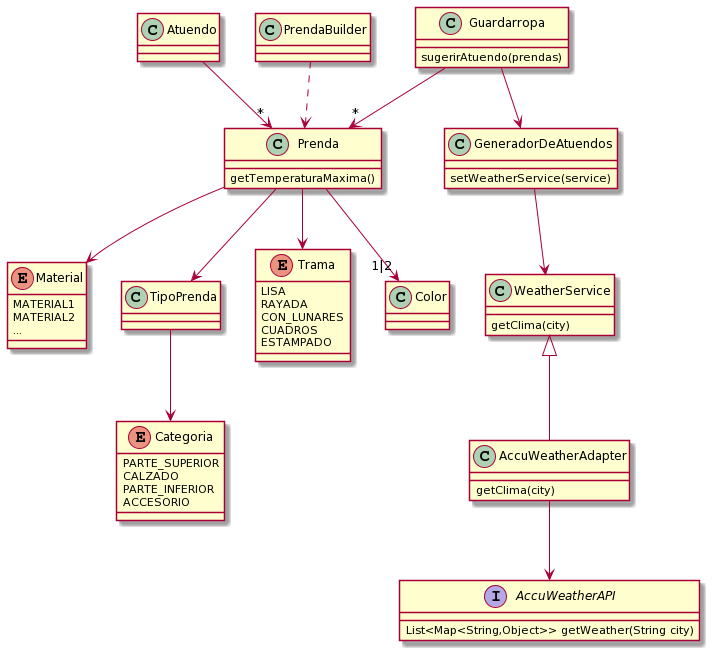 C Atuendo
C PrendaBuilder
C Guardarropa
sugerirAtuendo(prendas)
*
*
C Prenda
getTemperaturaMaxima()
C GeneradorDeAtuendos
setWeatherService(service)
E Material
MATERIAL1
MATERIAL2
...
C TipoPrenda
E Trama
LISA
RAYADA
CON_LUNARES
CUADROS
ESTAMPADO
1|2
C Color
C WeatherService
getClima(city)
E Categoria
PARTE_SUPERIOR
CALZADO
PARTE_INFERIOR
ACCESORIO
C AccuWeatherAdapter
getClima(city)
I AccuWeatherAPI
List<Map<String,Object>> getWeather(String city)